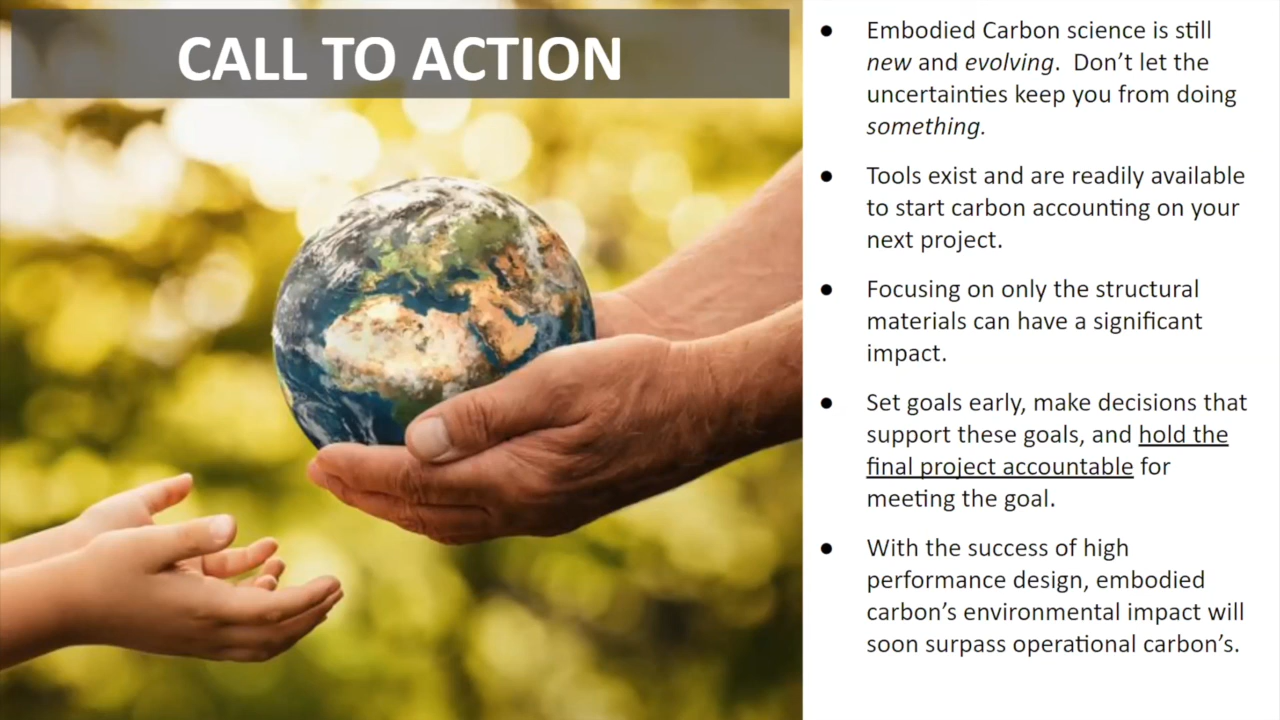 CALL TO ACTION
● Embodied Carbon science is still
new and evolving.  Don’t let the
uncertainties keep you from doing
something.
● Tools exist and are readily available
to start carbon accounting on your
next project.
● Focusing on only the structural
materials can have a significant
impact.
● Set goals early, make decisions that
support these goals, and hold the
final project accountable for
meeting the goal.
● With the success of high
performance design, embodied
carbon’s environmental impact will
soon surpass operational carbon’s.